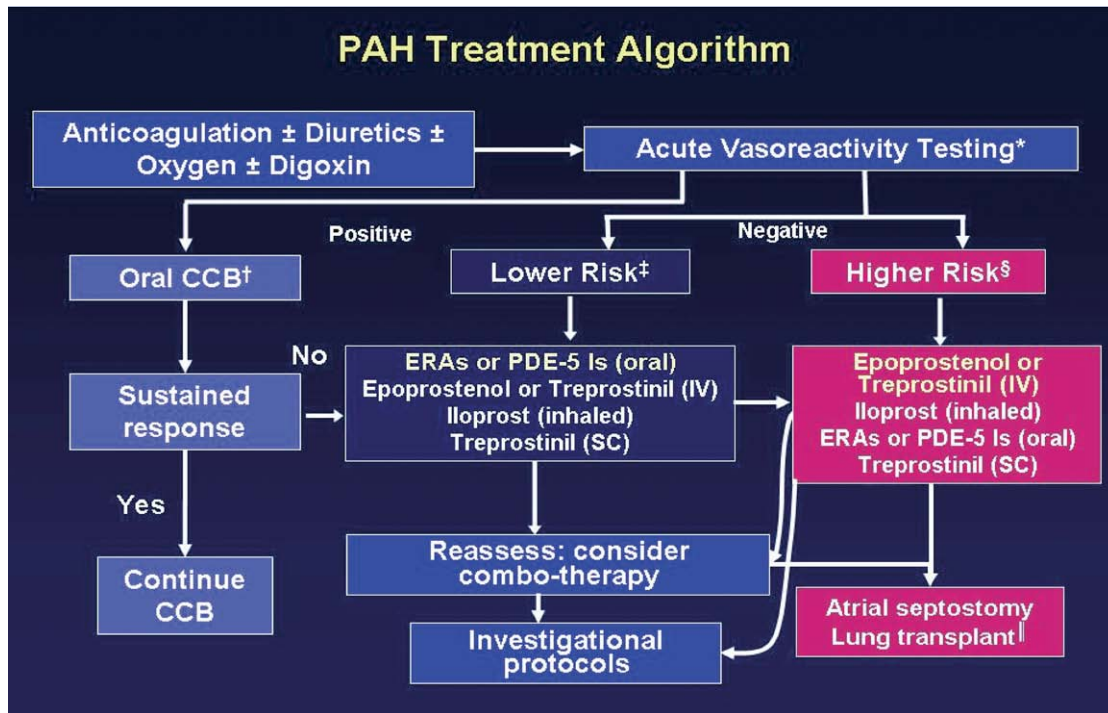 PAH Treatment Algorithm
Anticoagulation ± Diuretics ±
Oxygen ± Digoxin
Acute Vasoreactivity Testing*
Positive
Negative
Oral CCB†
Lower Risk‡
Higher Risk§
No
ERAs or PDE-5 Is (oral)
Epoprostenol or Treprostinil (IV)
Iloprost (inhaled)
Treprostinil (SC)
Epoprostenol or
Treprostinil (IV)
Iloprost (inhaled)
ERAs or PDE-5 Is (oral)
Treprostinil (SC)
Sustained
response
Yes
Reassess: consider
combo-therapy
Continue
CCB
Atrial septostomy
Lung transplant‖
Investigational
protocols